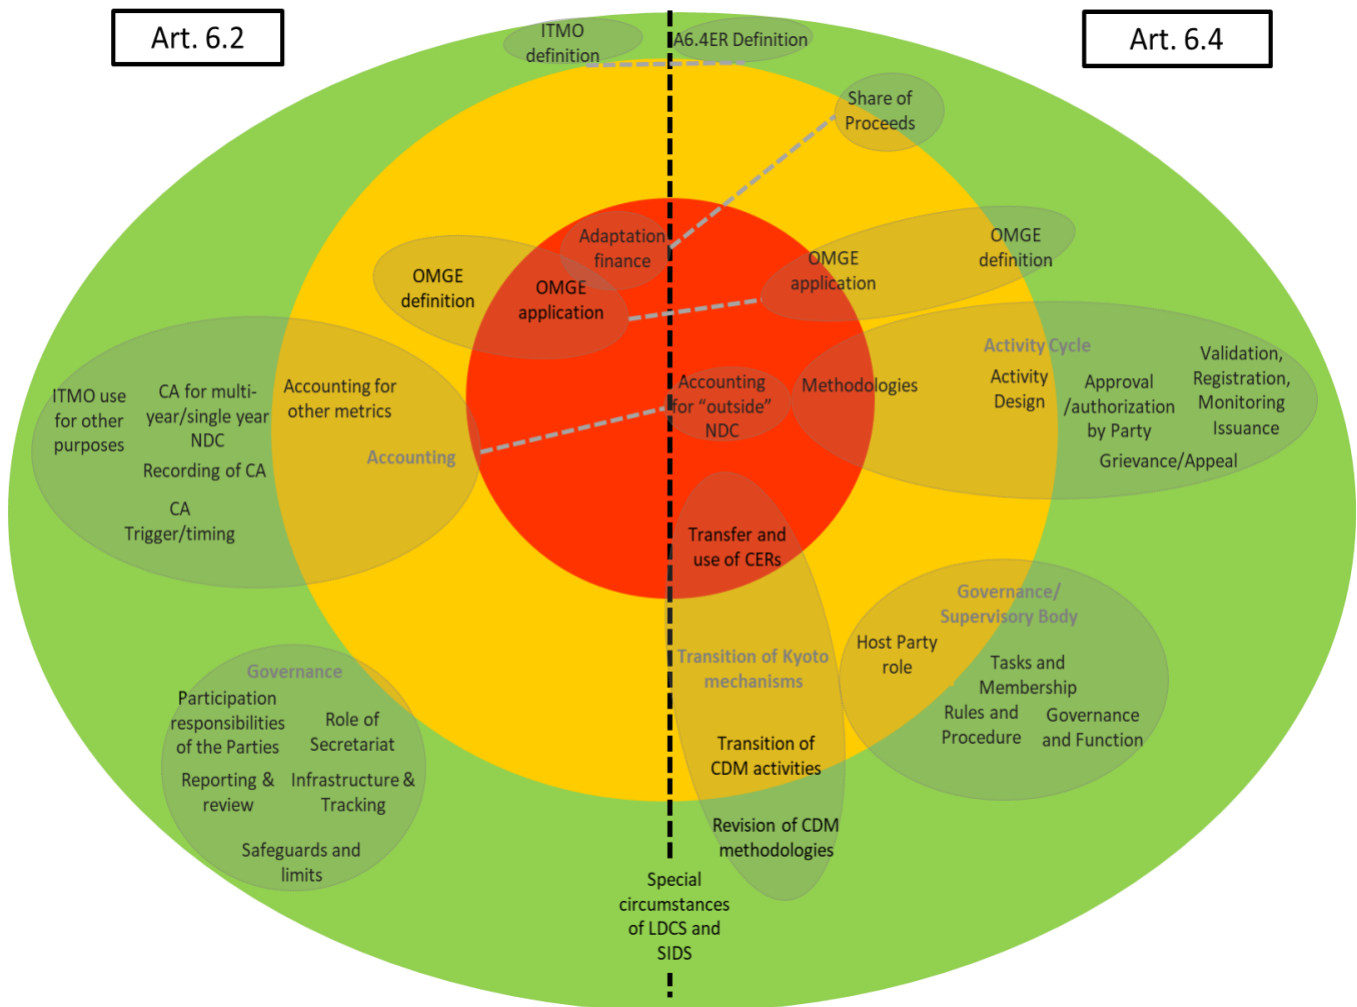 Art. 6.2
Art. 6.4
ITMO
definition
A6.4ER Definition
Share of
Proceeds
Adaptation
finance
OMGE
definition
OMGE
application
OMGE
application
OMGE
definition
ITMO use
for other
purposes
CA for multi-
year/single year
NDC
Recording of CA
CA
Trigger/timing
Accounting for
other metrics
Accounting
Accounting
for “outside”
NDC
Methodologies
Activity Cycle
Activity
Design
Approval
/authorization
by Party
Validation,
Registration,
Monitoring
Issuance
Grievance/Appeal
Transfer and
use of CERs
Transition of Kyoto
mechanisms
Transition of
CDM activities
Revision of CDM
methodologies
Governance/
Supervisory Body
Host Party
role
Tasks and
Membership
Rules and
Procedure
Governance
and Function
Governance
Participation
responsibilities
of the Parties
Role of
Secretariat
Reporting &
review
Infrastructure &
Tracking
Safeguards and
limits
Special
circumstances
of LDCS and
SIDS